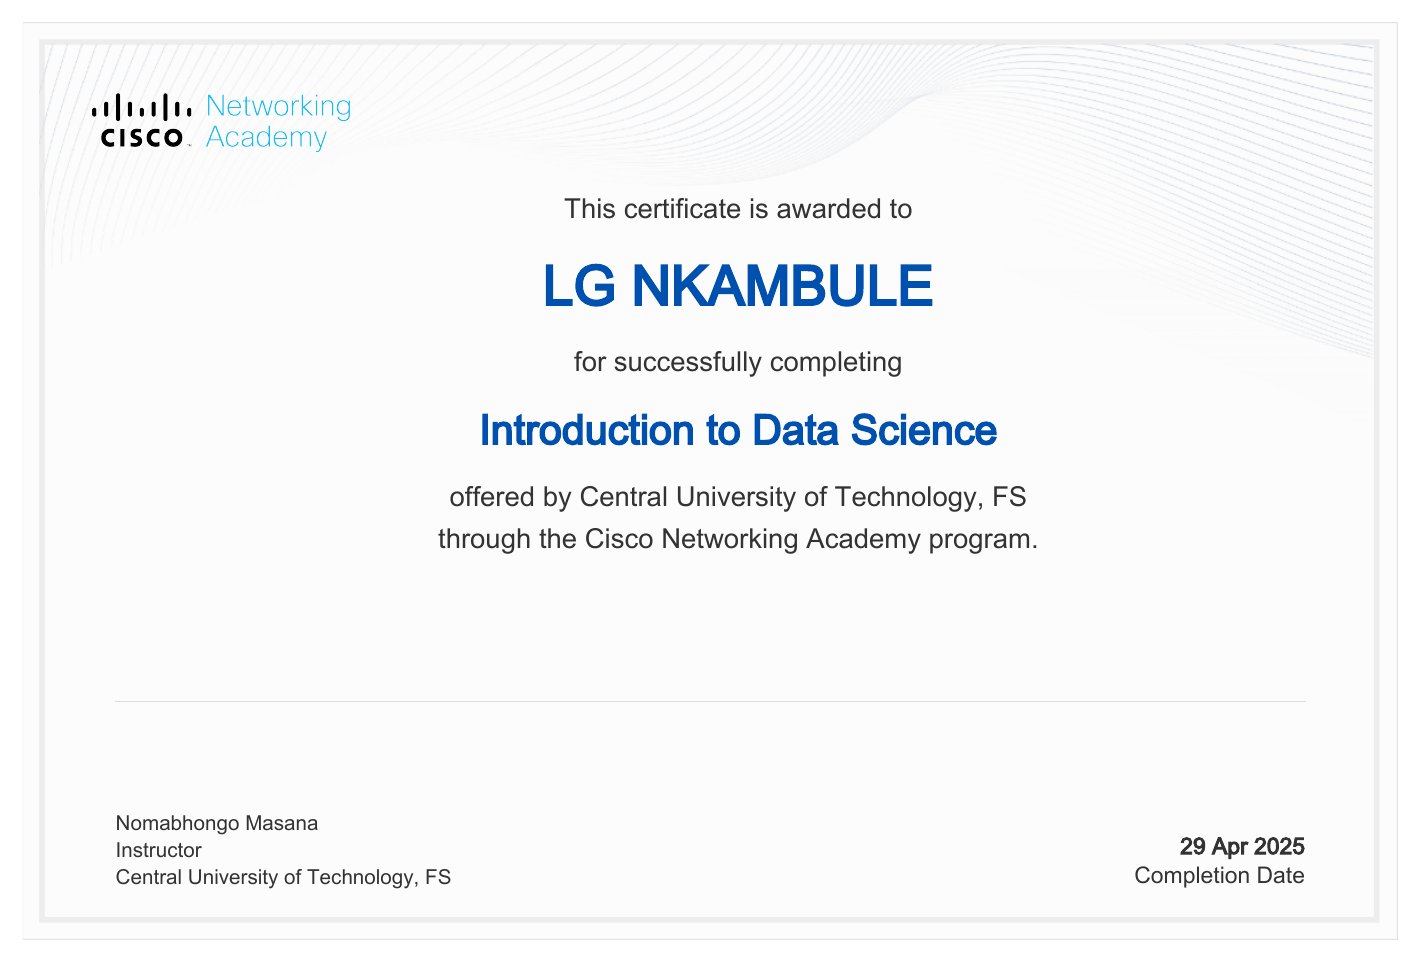 Networking
CISCO Academy
This certificate is awarded to
LG NKAMBULE
for successfully completing
Introduction to Data Science
offered by Central University of Technology, FS
through the Cisco Networking Academy program.
Nomabhongo Masana
Instructor
Central University of Technology, FS
29 Apr 2025
Completion Date